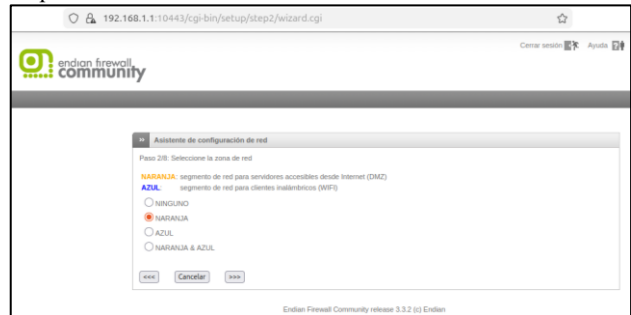 192.168.1.1:10443/cgi-bin/setup/step2/wizard.cgi
Cerrar sesión Ayuda
endian firewall
community
Asistente de configuración de red
Paso 2/8: Seleccione la zona de red
NARANJA: segmento de red para servidores accesibles desde Internet (DMZ)
AZUL: segmento de red para clientes inalámbricos (WIFI)
NINGUNO
NARANJA
AZUL
NARANJA & AZUL
<<< Cancelar >>>
Endian Firewall Community release 3.3.2 (c) Endian